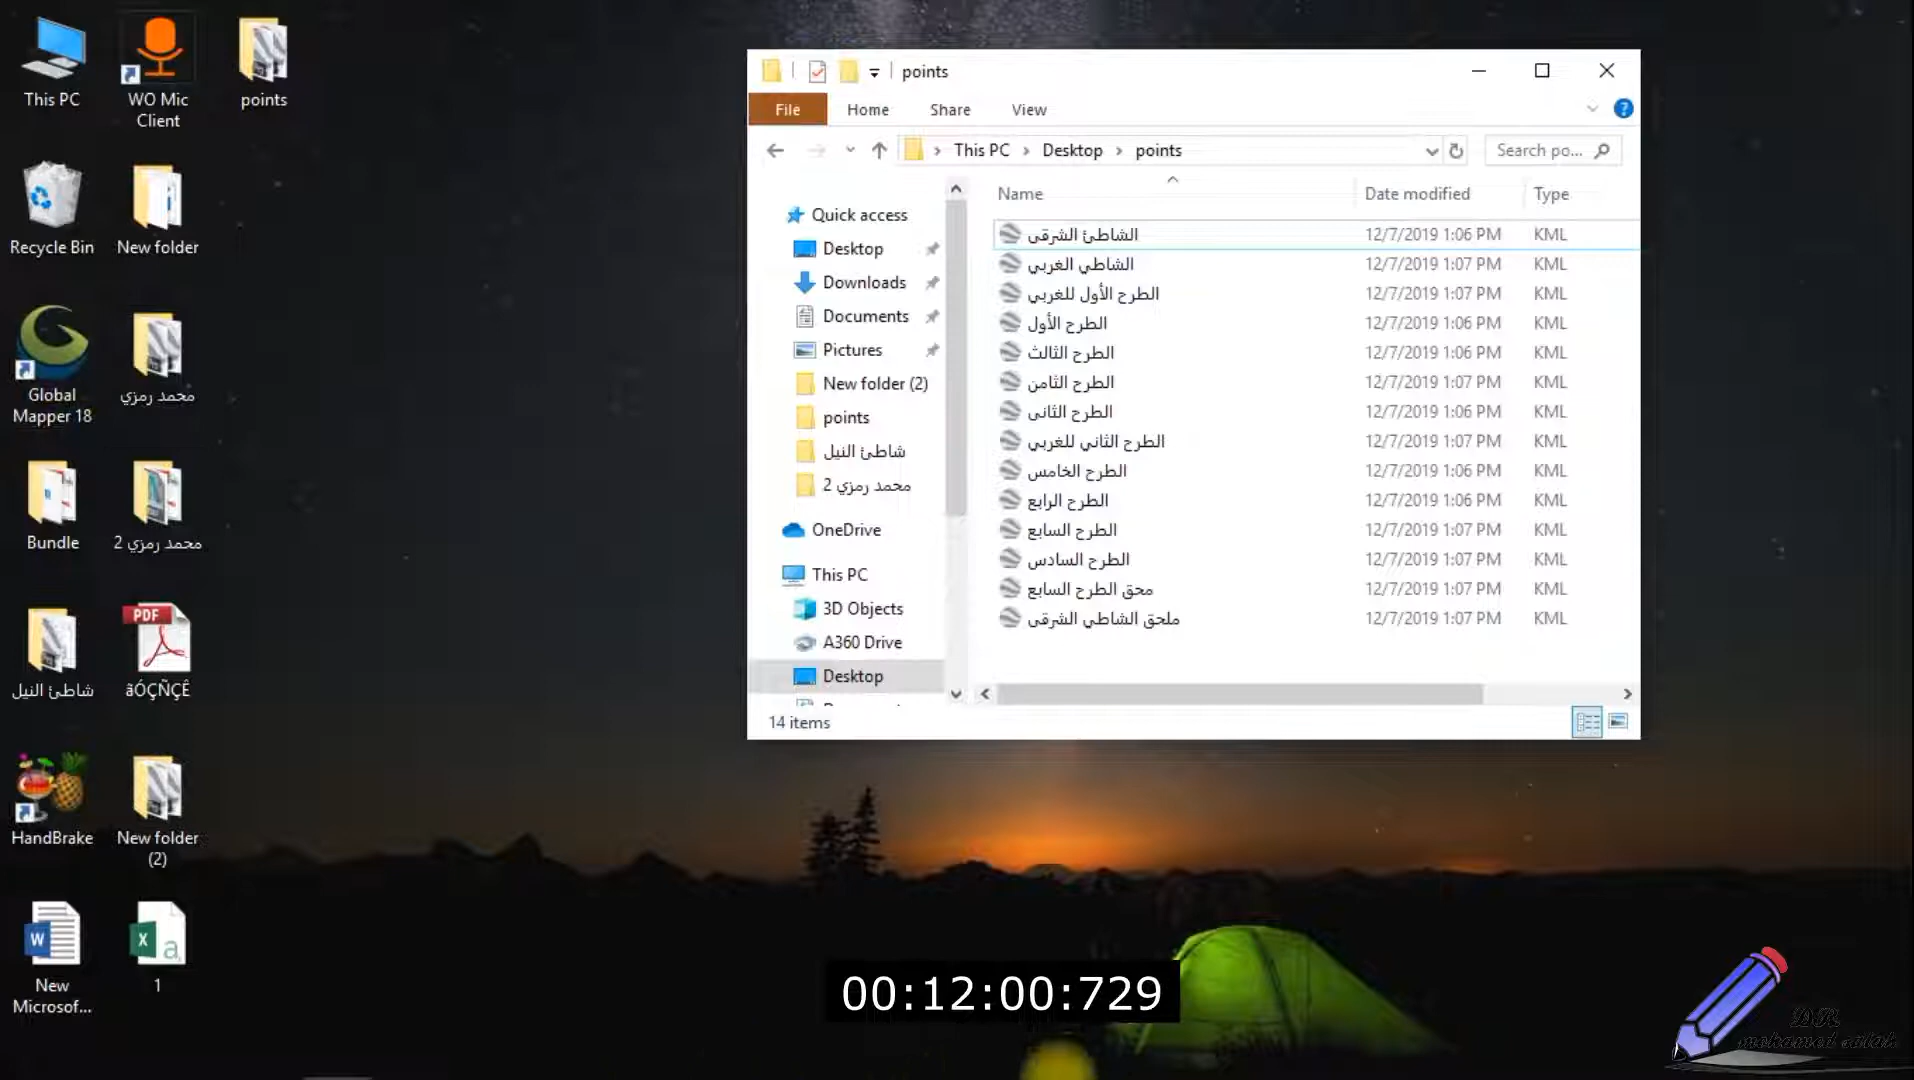 This PC
WO Mic
Client
points
Recycle Bin
New folder
Global
Mapper 18
محمد رمزي
Bundle
محمد رمزي 2
شاطئ النيل
PDF
ãÓÇÑÇÊ
HandBrake
New folder
(2)
New
Microsof...
1
points
File
Home
Share
View
This PC
Desktop
points
Search po...
Name
Date modified
Type
Quick access
Desktop
Downloads
Documents
Pictures
New folder (2)
points
شاطئ النيل
محمد رمزي 2
OneDrive
This PC
3D Objects
A360 Drive
Desktop
الشاطئ الشرقى 12/7/2019 1:06 PM KML
الشاطي الغربي 12/7/2019 1:07 PM KML
الطرح الأول للغربي 12/7/2019 1:07 PM KML
الطرح الأول 12/7/2019 1:06 PM KML
الطرح الثالث 12/7/2019 1:06 PM KML
الطرح الثامن 12/7/2019 1:07 PM KML
الطرح الثانى 12/7/2019 1:06 PM KML
الطرح الثاني للغربي 12/7/2019 1:07 PM KML
الطرح الخامس 12/7/2019 1:06 PM KML
الطرح الرابع 12/7/2019 1:06 PM KML
الطرح السابع 12/7/2019 1:07 PM KML
الطرح السادس 12/7/2019 1:07 PM KML
محق الطرح السابع 12/7/2019 1:07 PM KML
ملحق الشاطي الشرقى 12/7/2019 1:07 PM KML
14 items
00:12:00:729
DR.
mohamed salah